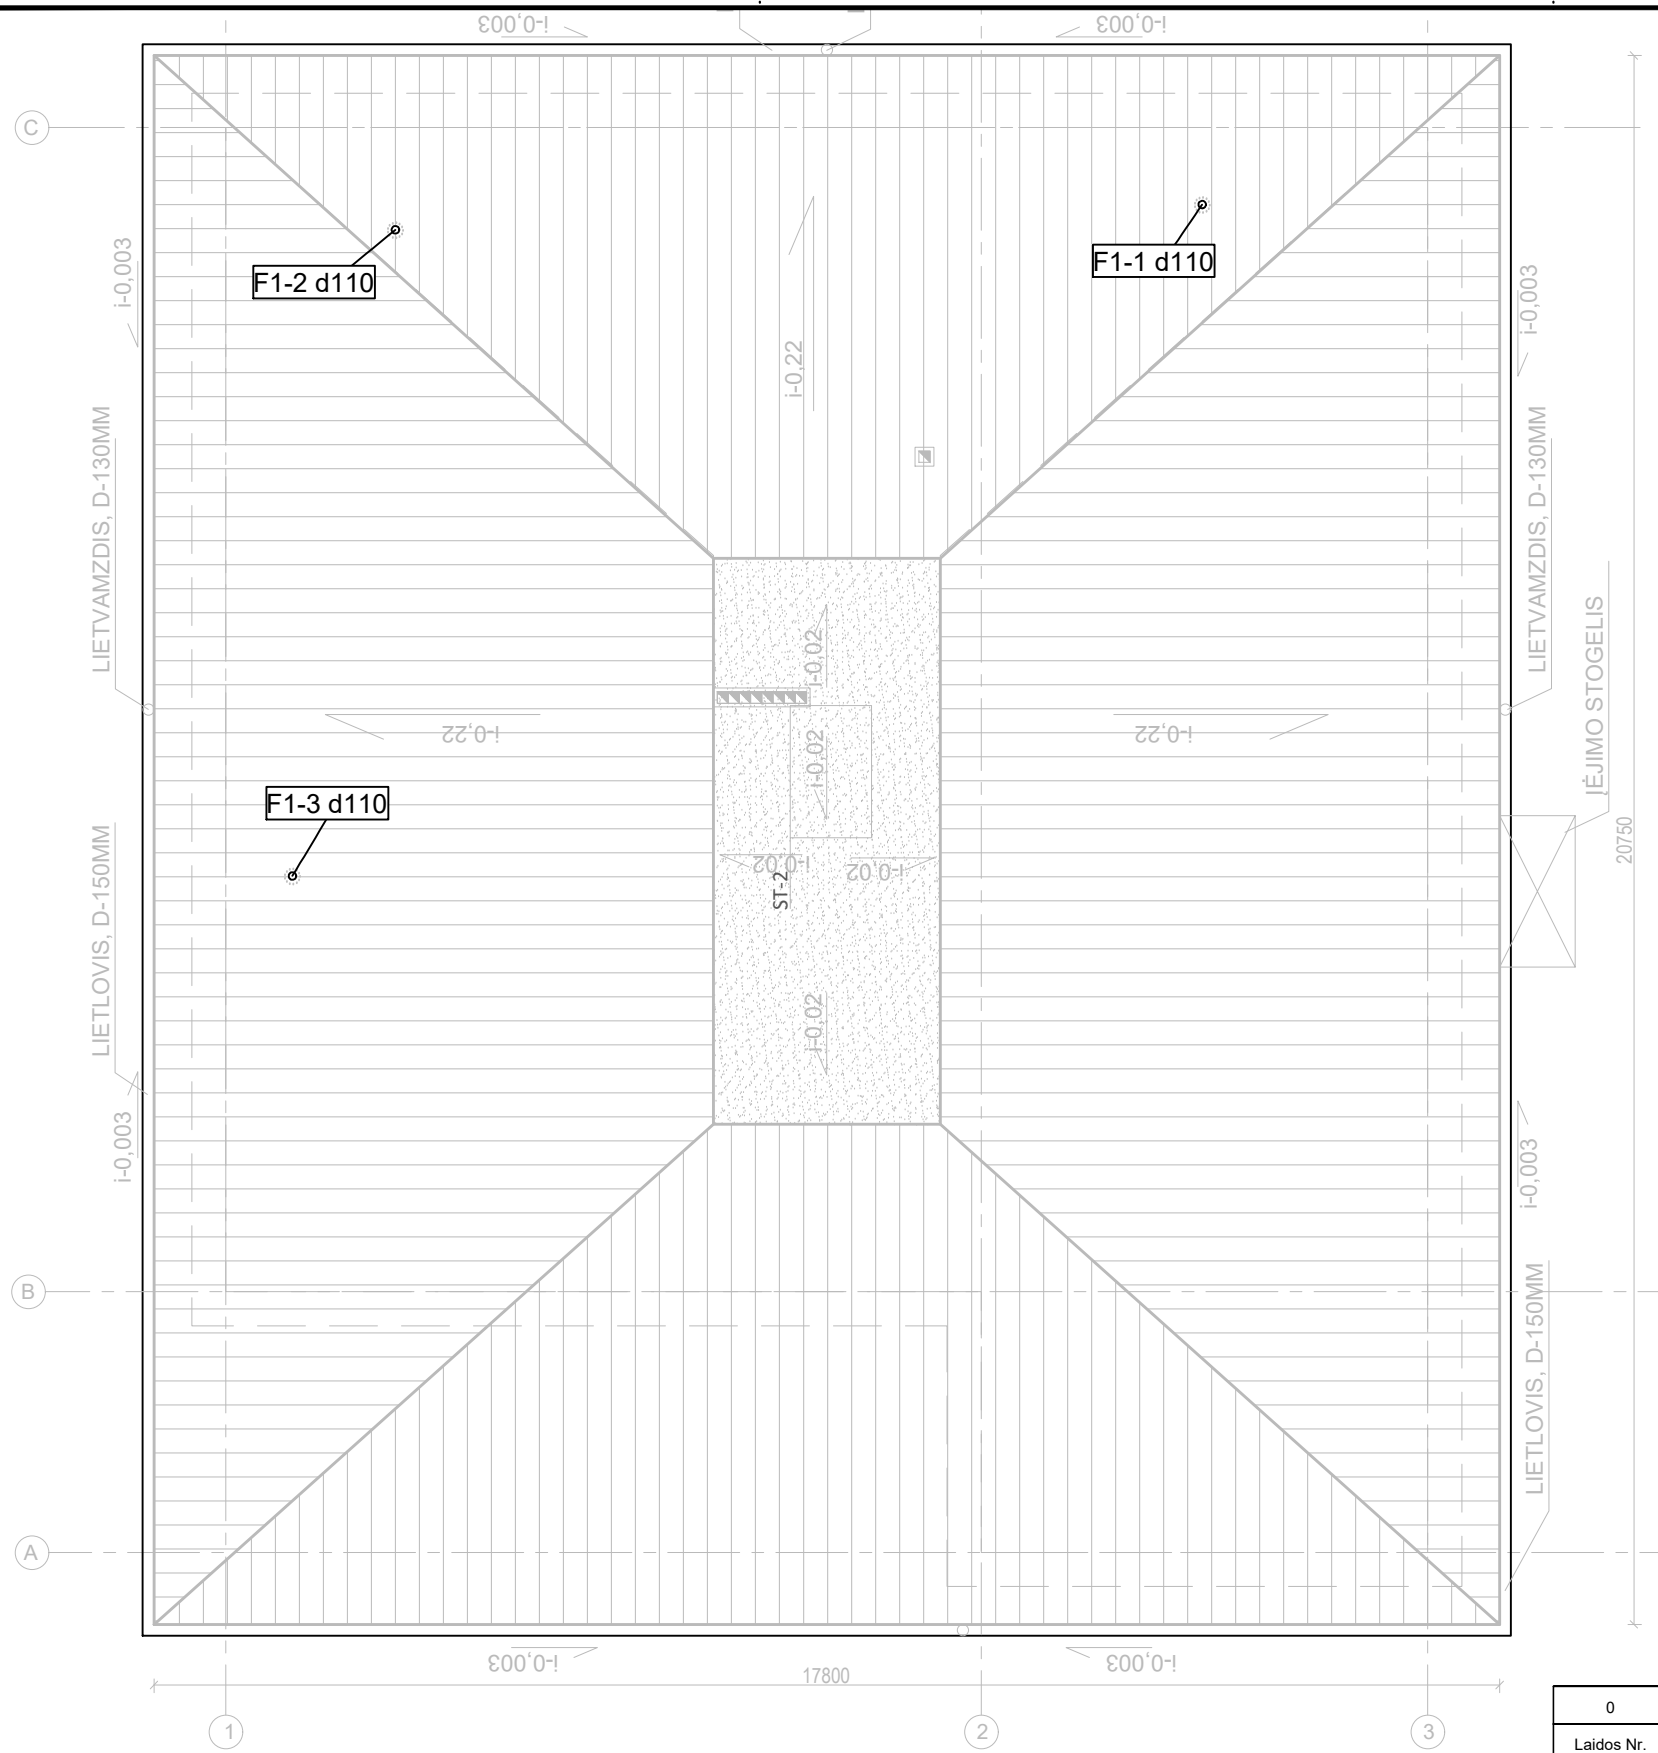 i-0,003
i-0,003
C
F1-1 d110
F1-2 d110
i-0,003
i-0,003
i-0,22
LIETVAMZDIS, D-130MM
LIETVAMZDIS, D-130MM
ĮĖJIMO STOGELIS
i-0,02
i-0,22
i-0,22
i-0,02
F1-3 d110
20750
i-0,02
i-0,02
ST-2
LIETLOVIS, D-150MM
i-0,02
i-0,003
i-0,003
B
LIETLOVIS, D-150MM
A
i-0,003
i-0,003
17800
1
2
3
0
Laidos Nr.